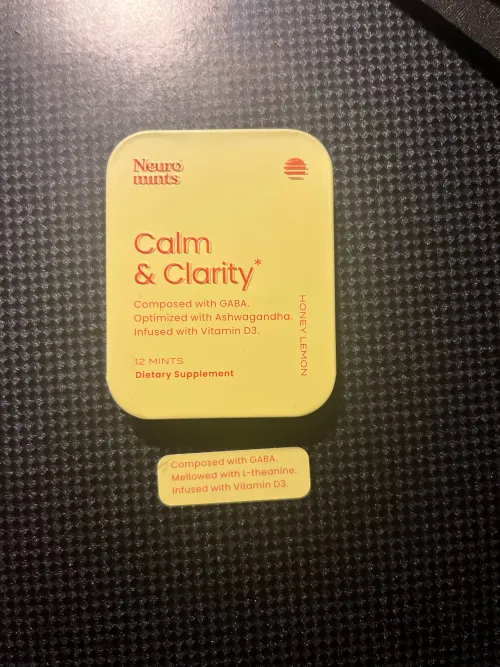 Neuro
mints
Calm
& Clarity*
Composed with GABA.
Optimized with Ashwagandha.
Infused with Vitamin D3.
HONEY LEMON
12 MINTS
Dietary Supplement
Composed with GABA.
Mellowed with L-theanine.
Infused with Vitamin D3.